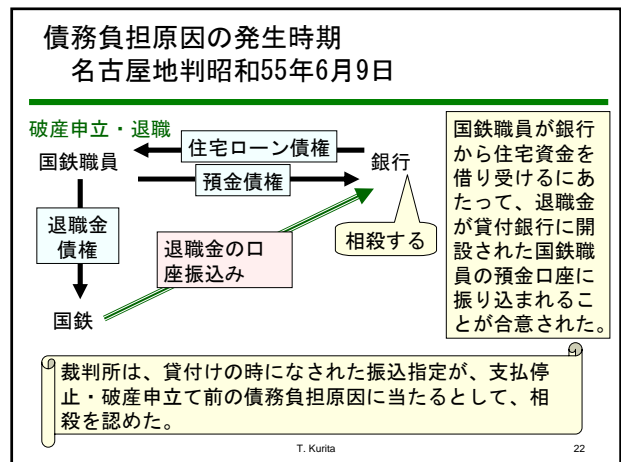 債務負担原因の発生時期
名古屋地判昭和55年6月9日
破産申立・退職
国鉄職員
住宅ローン債権
預金債権
銀行
退職金
債権
退職金の口
座振込み
相殺する
国鉄
国鉄職員が銀行
から住宅資金を
借り受けるにあ
たって、退職金
が貸付銀行に開
設された国鉄職
員の預金口座に
振り込まれるこ
とが合意された。
裁判所は、貸付けの時になされた振込指定が、支払停
止・破産申立て前の債務負担原因に当たるとして、相
殺を認めた。
T. Kurita
22